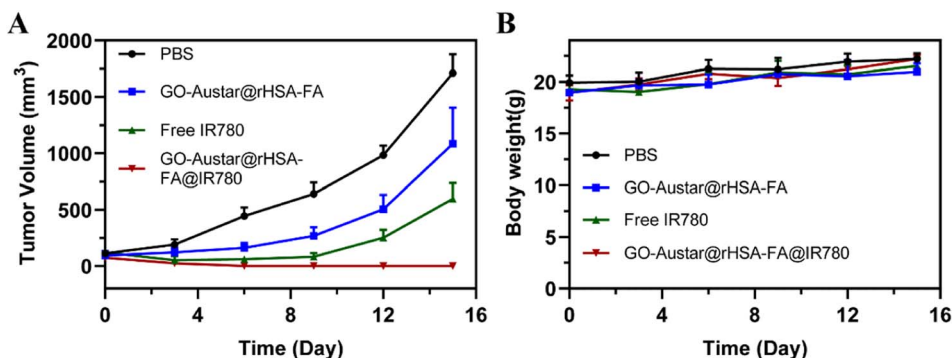 A
Tumor Volume (mm³)
2000
1500
1000
500
0
PBS
GO-Austar@rHSA-FA
Free IR780
GO-Austar@rHSA-
FA@IR780
0 4 8 12 16
Time (Day)
B
Body weight(g)
25
20
15
10
5
0
PBS
GO-Austar@rHSA-FA
Free IR780
GO-Austar@rHSA-FA@IR780
0 4 8 12 16
Time (Day)